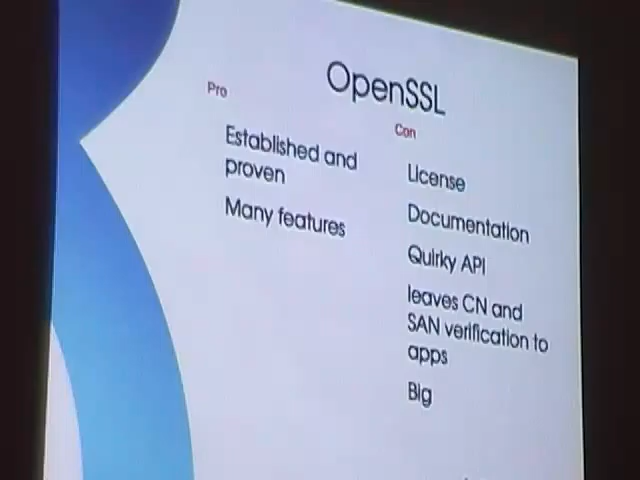 OpenSSL
Pro
Established and
proven
Many features
Con
License
Documentation
Quirky API
leaves CN and
SAN verification to
apps
Big